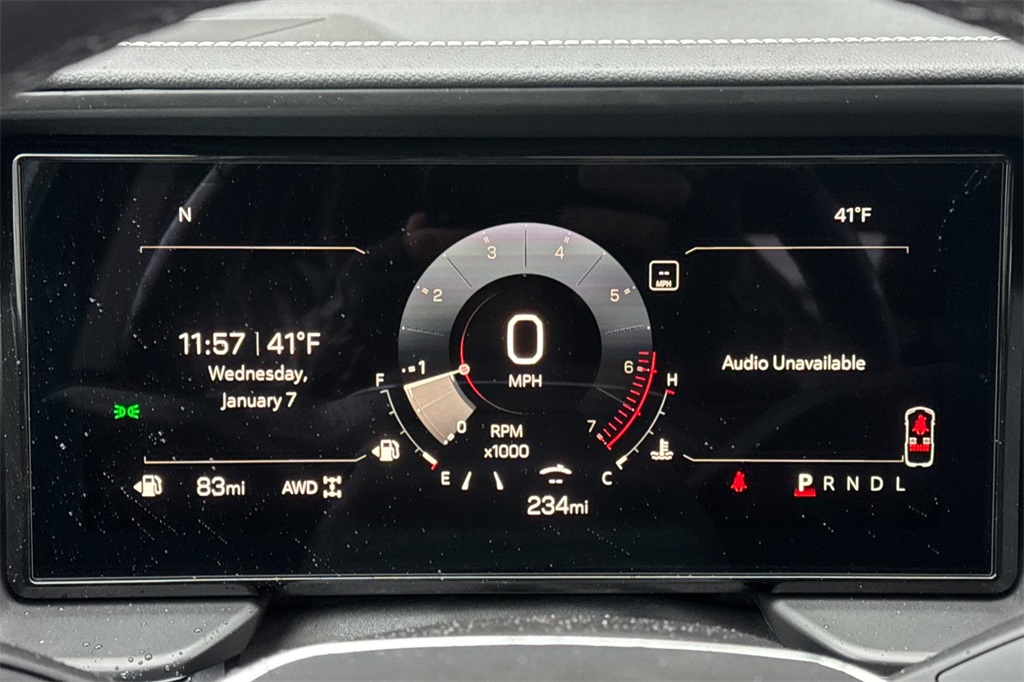 N
41°F
3
4
2
5
-- MPH
11:57 | 41°F
0
Audio Unavailable
1
6
F
H
Wednesday,
MPH
January 7
0
RPM
7
x1000
E
C
83mi
AWD
234mi
P R N D L